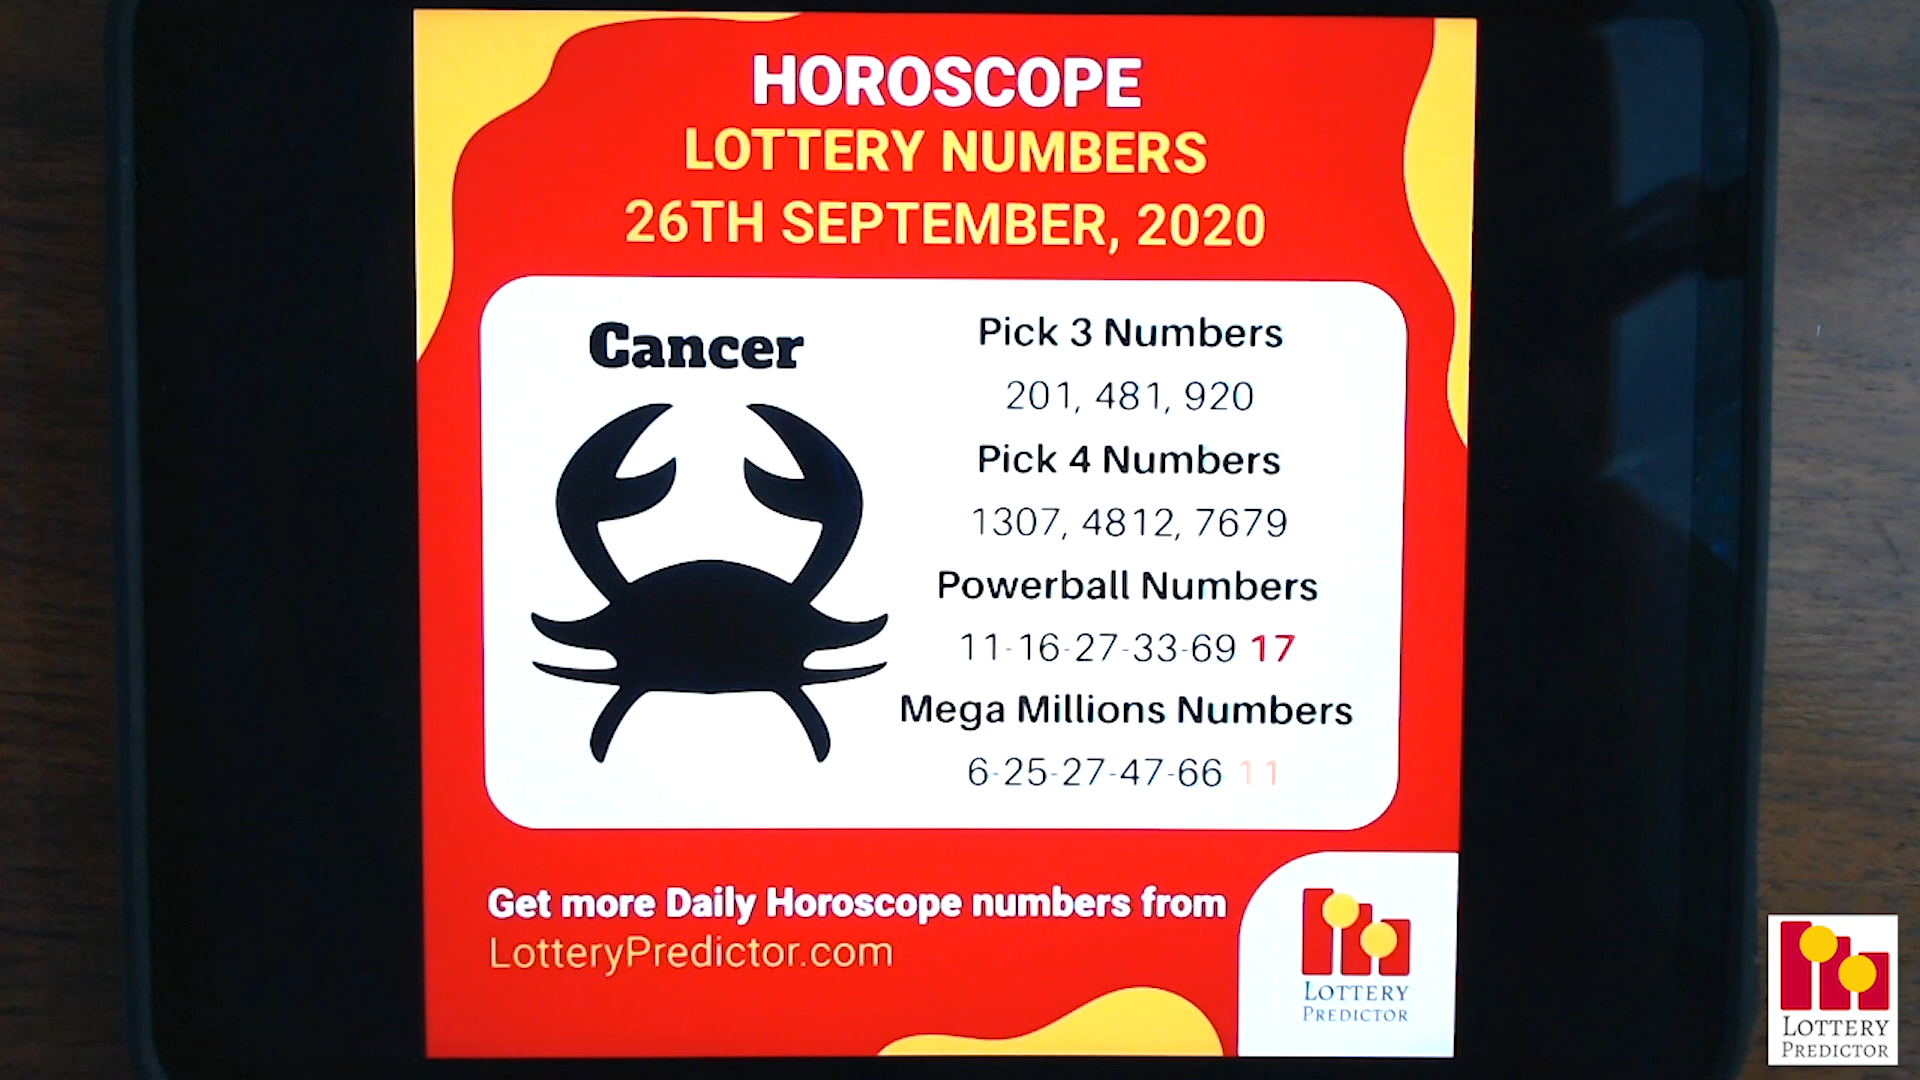 HOROSCOPE
LOTTERY NUMBERS
26TH SEPTEMBER, 2020
Cancer
Pick 3 Numbers
201, 481, 920
Pick 4 Numbers
1307, 4812, 7679
Powerball Numbers
11-16-27-33-69 17
Mega Millions Numbers
6-25-27-47-66 11
Get more Daily Horoscope numbers from
LotteryPredictor.com
LOTTERY
PREDICTOR
LOTTERY
PREDICTOR